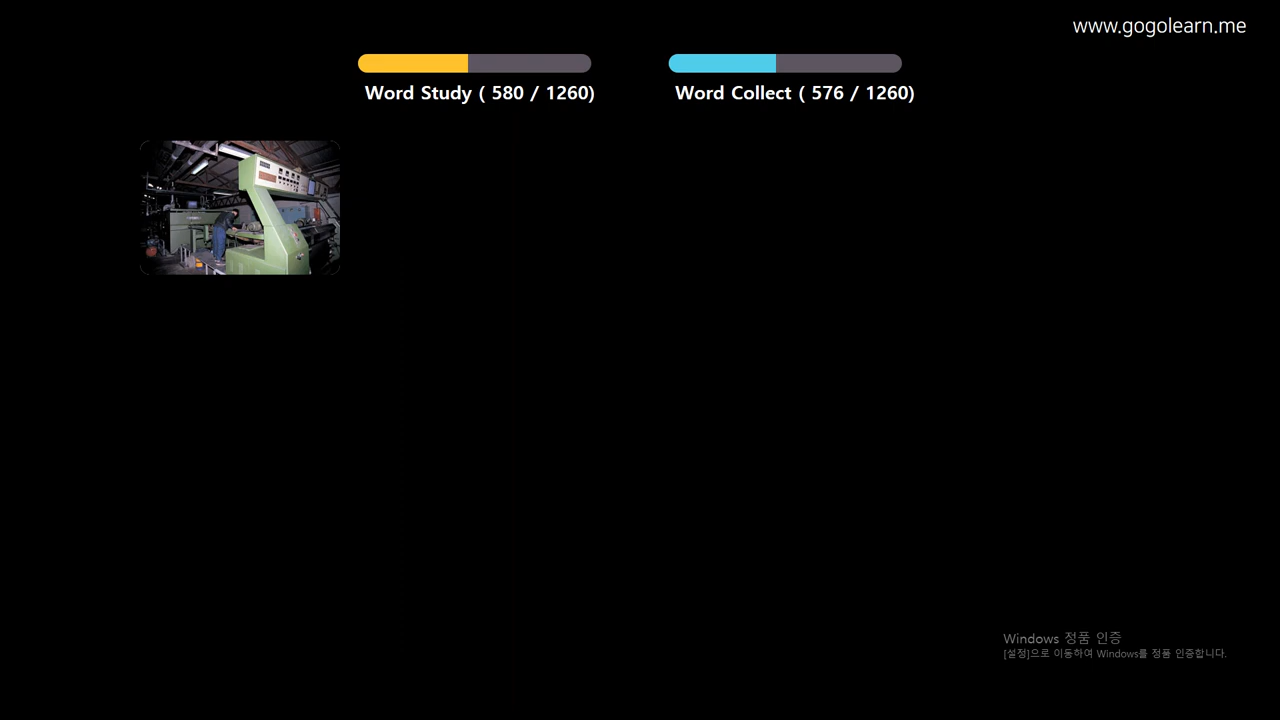 www.gogolearn.me
Word Study ( 580 / 1260)
Word Collect ( 576 / 1260)
Windows 정품 인증
[설정]으로 이동하여 Windows를 정품 인증합니다.